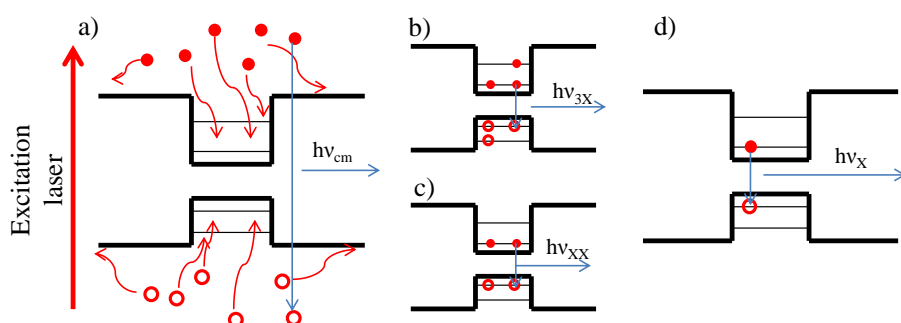 a)
b)
d)
hν3X
hνcm
hνX
c)
hνXX
Excitation
laser